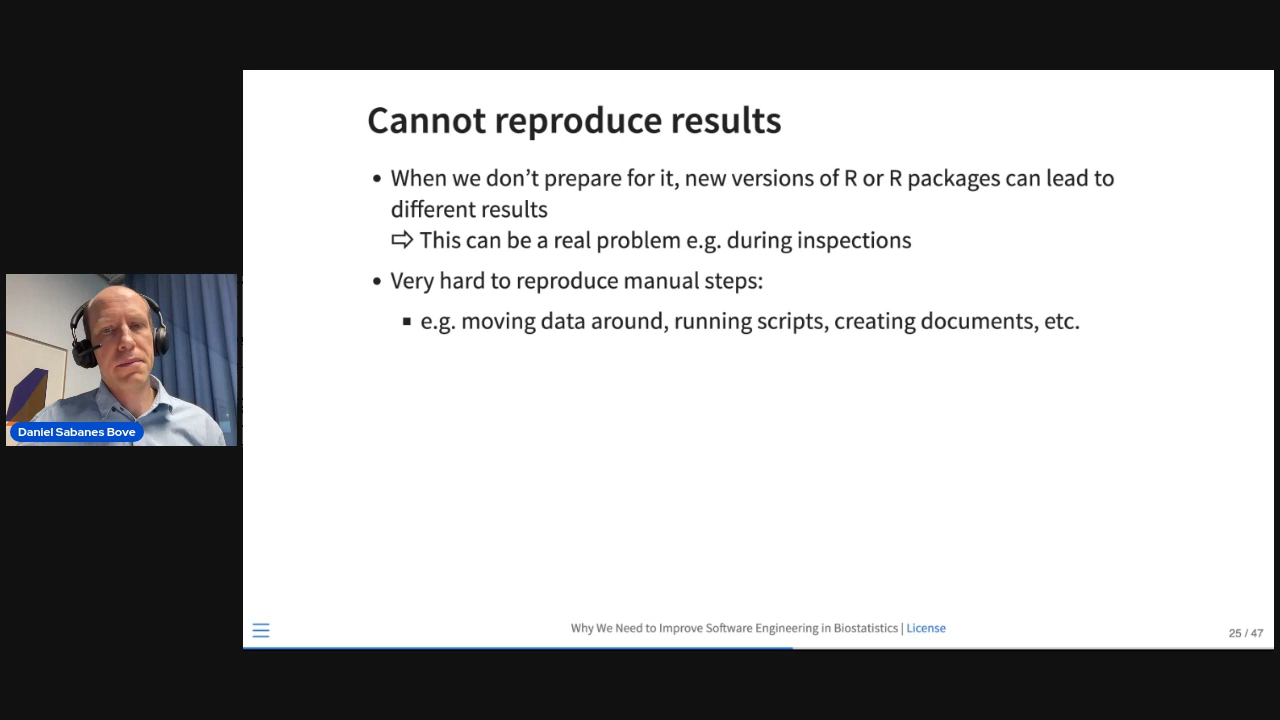 Cannot reproduce results
• When we don’t prepare for it, new versions of R or R packages can lead to
different results
⇨ This can be a real problem e.g. during inspections
• Very hard to reproduce manual steps:
▪ e.g. moving data around, running scripts, creating documents, etc.
Daniel Sabanes Bove
Why We Need to Improve Software Engineering in Biostatistics | License
25 / 47